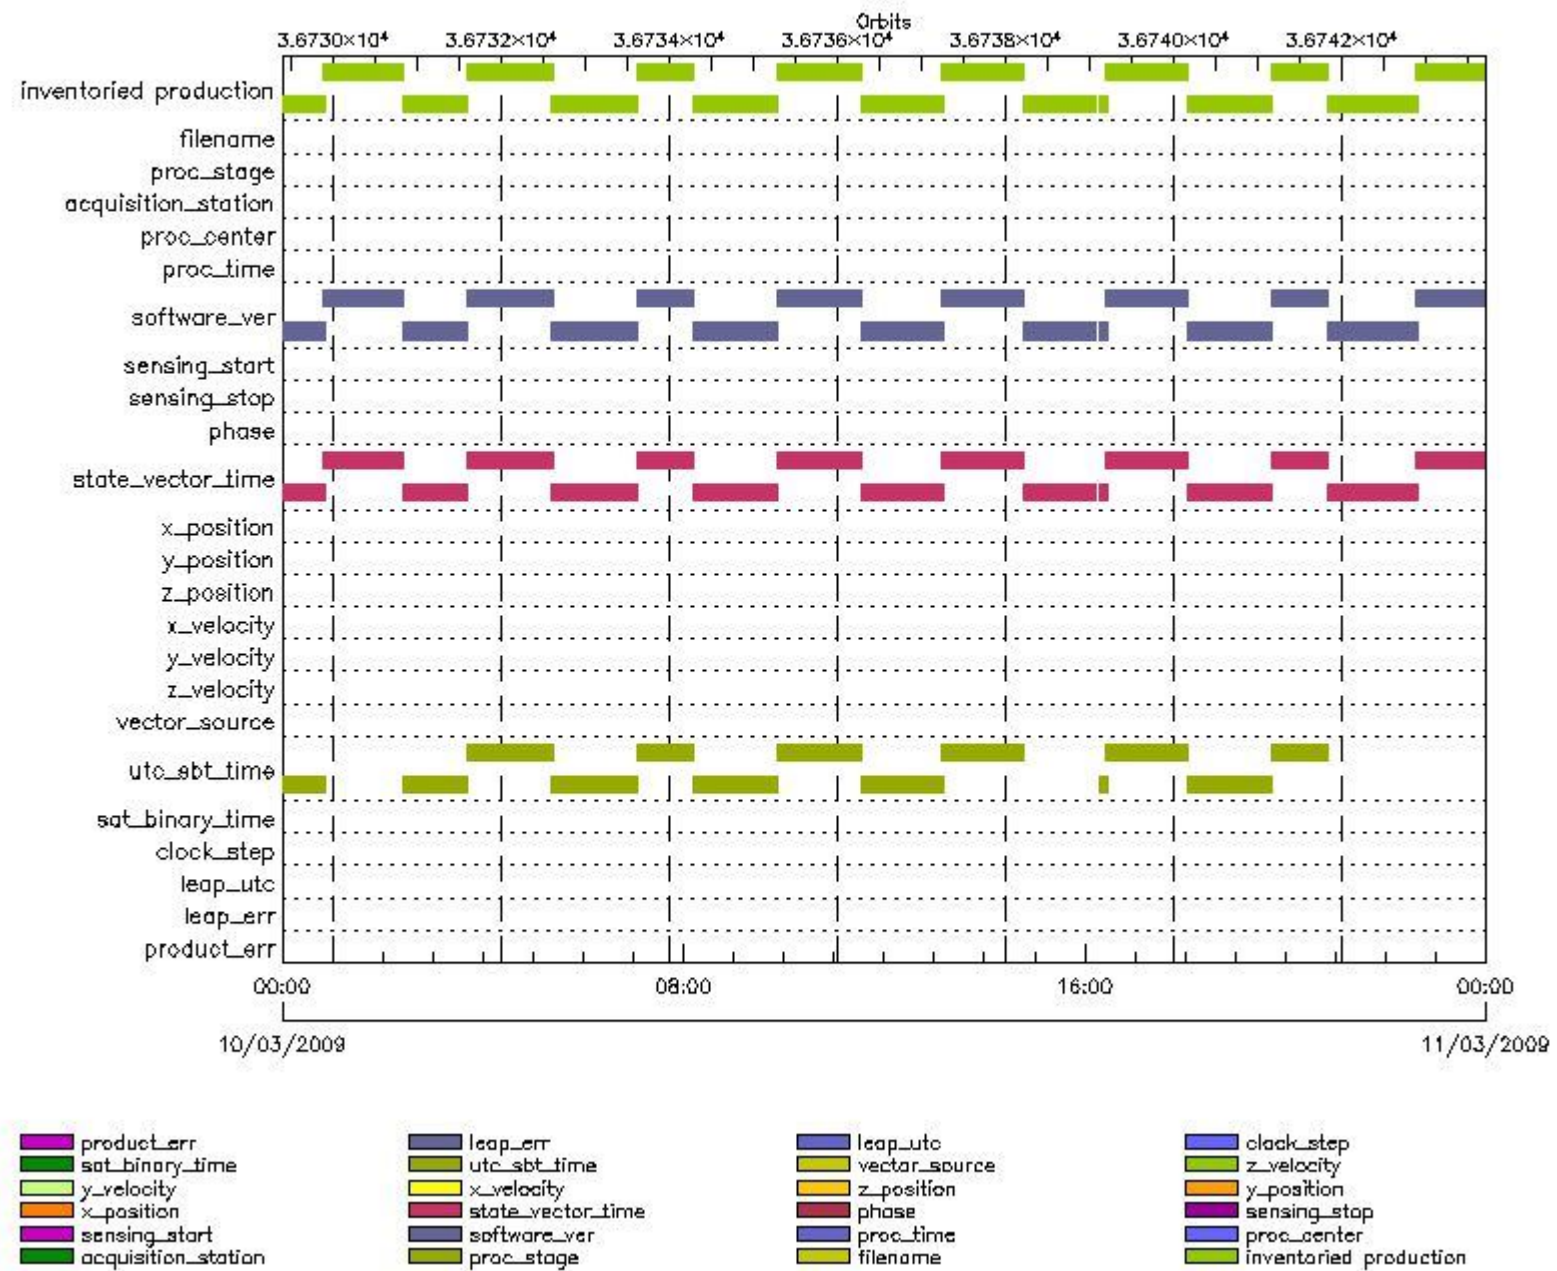 Orbits
3.6730×10⁴ 3.6732×10⁴ 3.6734×10⁴ 3.6736×10⁴ 3.6738×10⁴ 3.6740×10⁴ 3.6742×10⁴
inventoried production
filename
proc_stage
acquisition_station
proc_center
proc_time
software_ver
sensing_start
sensing_stop
phase
state_vector_time
x_position
y_position
z_position
x_velocity
y_velocity
z_velocity
vector_source
utc_sbt_time
sat_binary_time
clock_step
leap_utc
leap_err
product_err
00:00 08:00 16:00 00:00
10/03/2009 11/03/2009
product_err leap_err leap_utc clock_step
sat_binary_time utc_sbt_time vector_source z_velocity
y_velocity x_velocity z_position y_position
x_position state_vector_time phase sensing_stop
sensing_start software_ver proc_time proc_center
acquisition_station proc_stage filename inventoried production